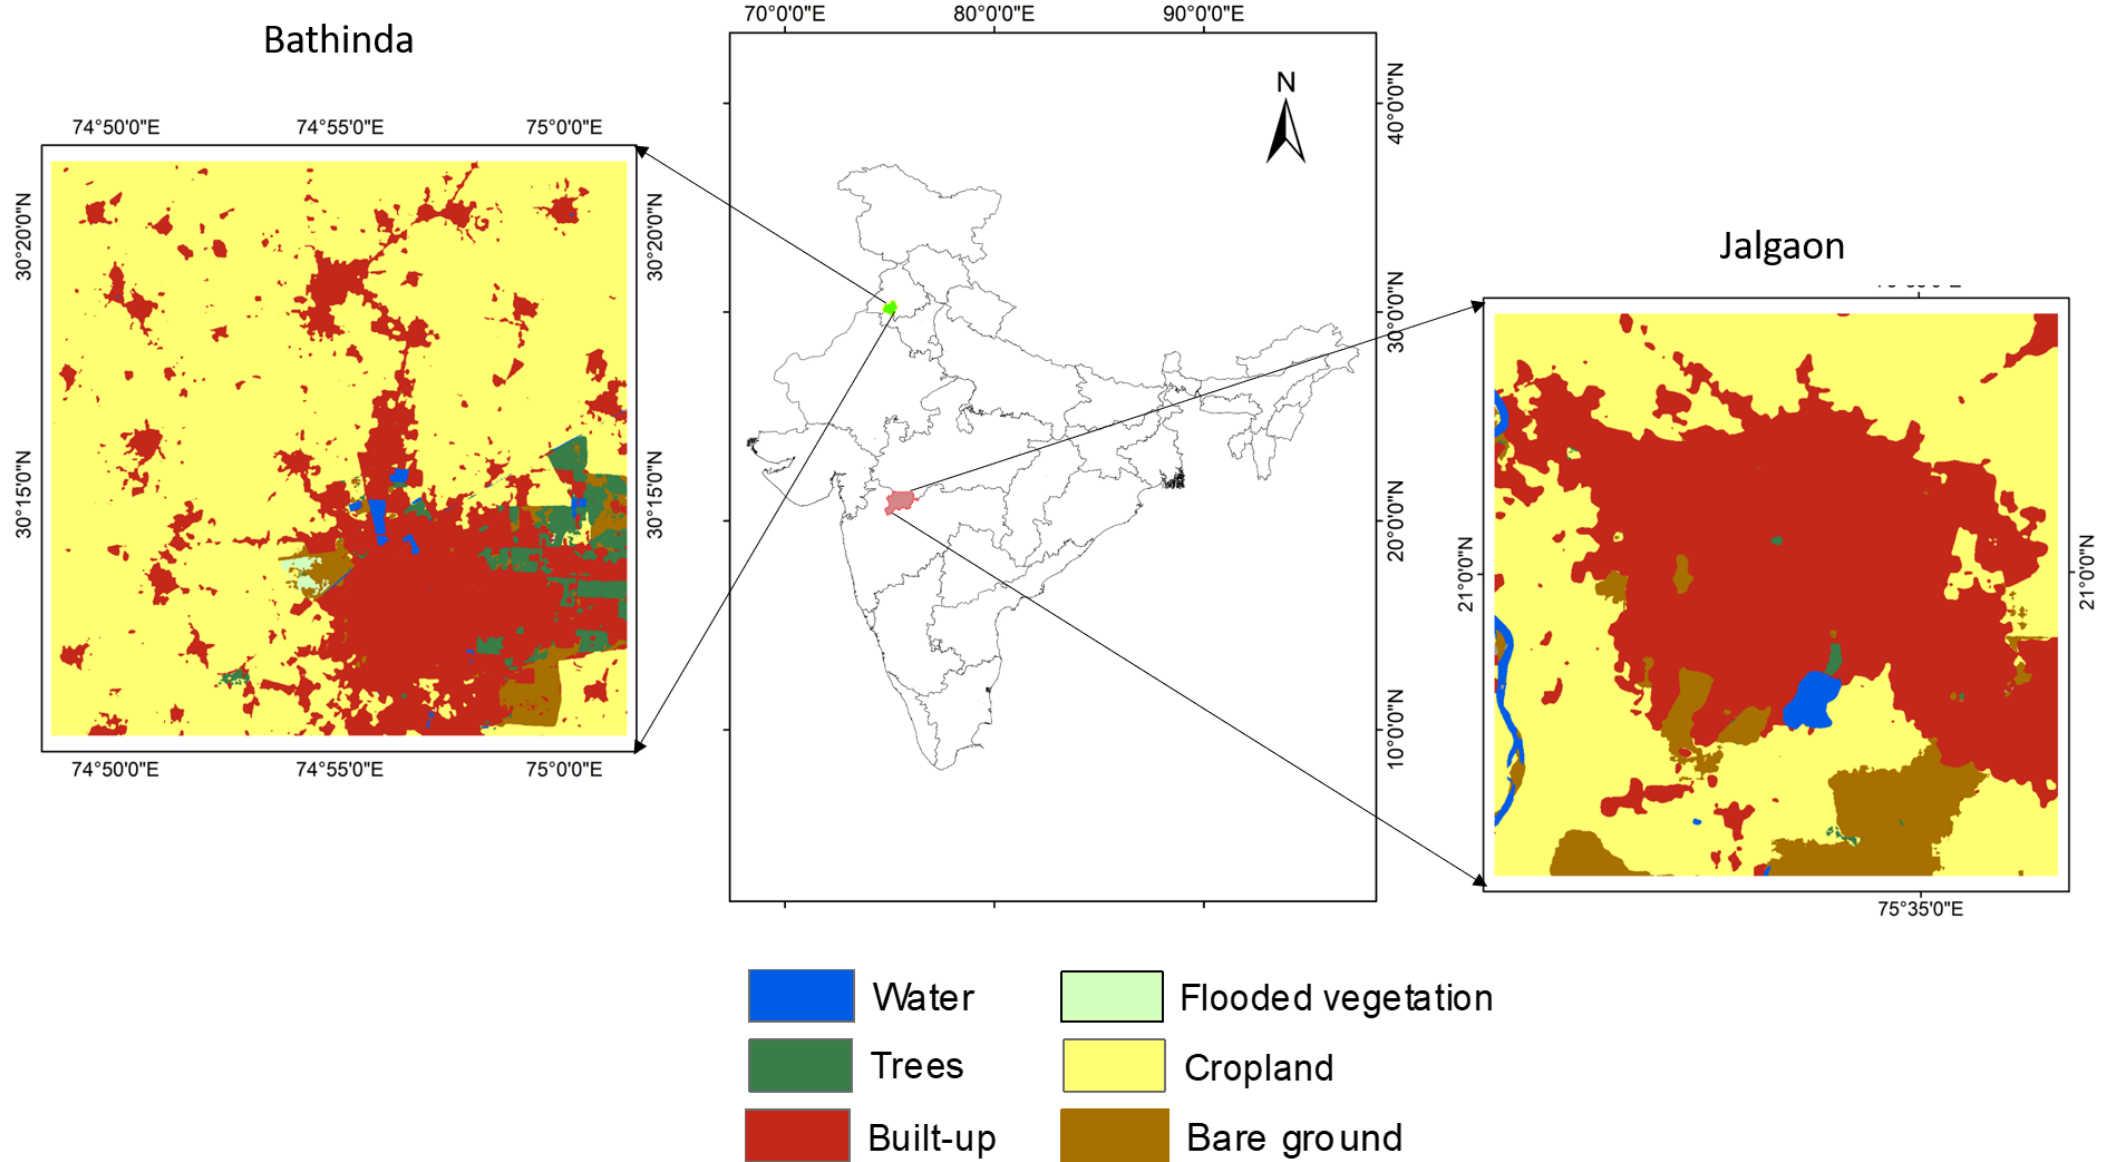 70°0'0"E 80°0'0"E 90°0'0"E
Bathinda
74°50'0"E 74°55'0"E 75°0'0"E
N
40°0'0"N
30°20'0"N
30°20'0"N
Jalgaon
30°0'0"N
30°15'0"N
30°15'0"N
20°0'0"N
21°0'0"N
21°0'0"N
10°0'0"N
74°50'0"E 74°55'0"E 75°0'0"E
75°35'0"E
Water
Flooded vegetation
Trees
Cropland
Built-up
Bare ground